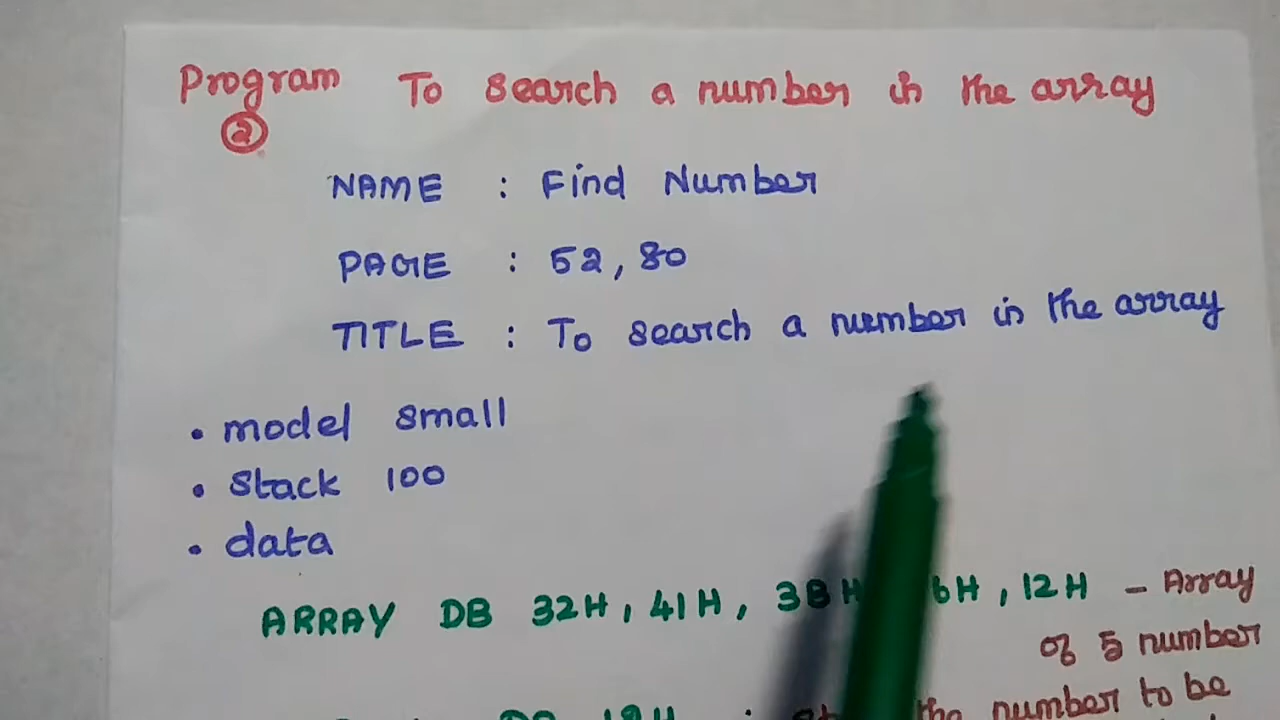 Program To search a number in the array
2
NAME : Find Number
PAGE : 52, 80
TITLE : To search a number in the array
. model small
. stack 100
. data
ARRAY DB 32H, 41H, 3BH 6H, 12H - Array
of 5 number
DB : the number to be